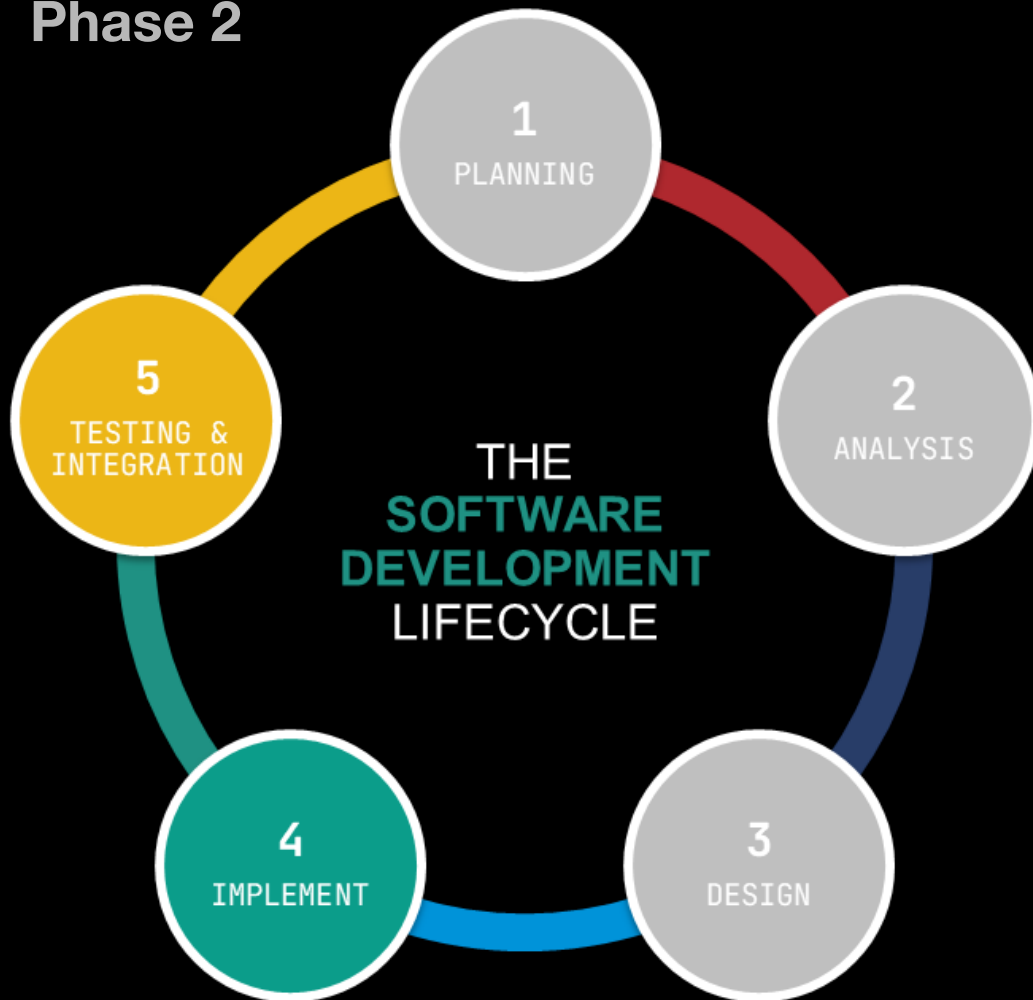 Phase 2
1
PLANNING
2
ANALYSIS
3
DESIGN
4
IMPLEMENT
5
TESTING &
INTEGRATION
THE
SOFTWARE
DEVELOPMENT
LIFECYCLE